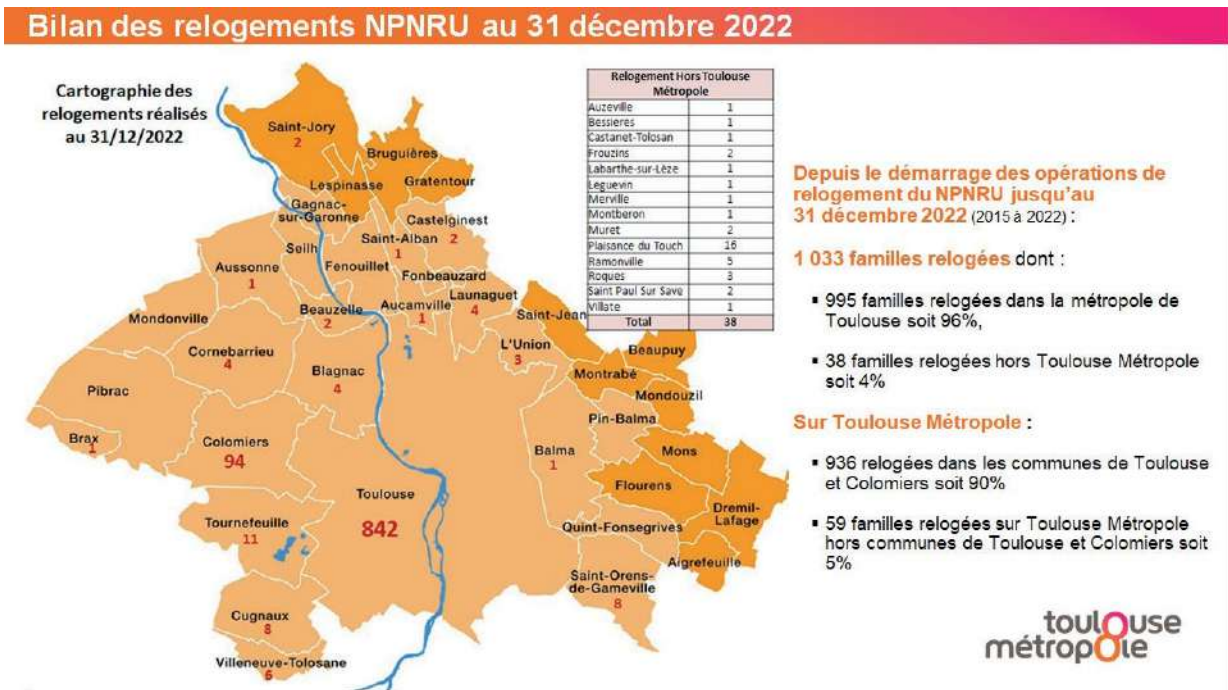 Bilan des relogements NPNRU au 31 décembre 2022
Cartographie des
relogements réalisés
au 31/12/2022
Saint-Jory
2
Bruguières
Lespinasse
Gratentour
Gagnac-
sur-Garonne
Castelginest
2
Saint-Alban
1
Seilh
Fenouillet
Fonbeauzard
Aussonne
1
Beauzelle
2
Aucamville
1
Launaguet
4
Saint-Jean
Mondonville
Cornebarrieu
4
Blagnac
4
L'Union
3
Beaupuy
Montrabé
Mondouzil
Pibrac
Pin-Balma
Brax
1
Colomiers
94
Balma
1
Mons
Flourens
Toulouse
842
Dremil-
Lafage
Tournefeuille
11
Quint-Fonsegrives
Aigrefeuille
Saint-Orens-
de-Gameville
8
Cugnaux
8
Villeneuve-Tolosane
6
Relogement Hors Toulouse
Métropole
Auzeville 1
Bessieres 1
Castanet-Tolosan 1
Frouzins 2
Labarthe-sur-Lèze 1
Leguevin 1
Merville 1
Montberon 1
Muret 2
Plaisance du Touch 16
Ramonville 5
Roques 3
Saint Paul Sur Save 2
Villate 1
Total 38
Depuis le démarrage des opérations de
relogement du NPNRU jusqu'au
31 décembre 2022 (2015 à 2022) :
1 033 familles relogées dont :
▪ 995 familles relogées dans la métropole de
Toulouse soit 96%,
▪ 38 familles relogées hors Toulouse Métropole
soit 4%
Sur Toulouse Métropole :
▪ 936 relogées dans les communes de Toulouse
et Colomiers soit 90%
▪ 59 familles relogées sur Toulouse Métropole
hors communes de Toulouse et Colomiers soit
5%
toulouse
métropole